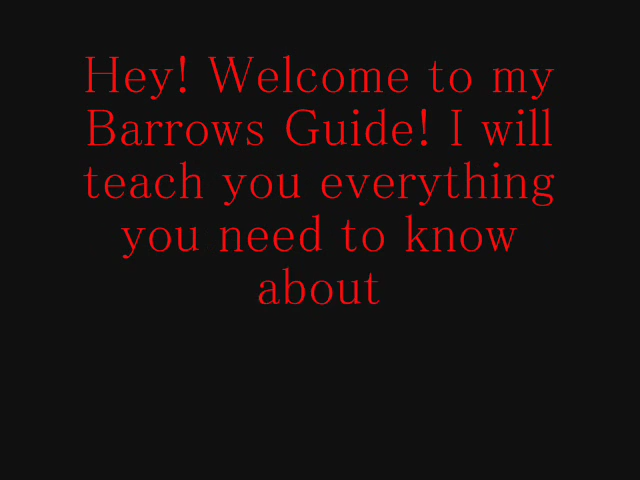 Hey! Welcome to my
Barrows Guide! I will
teach you everything
you need to know
about